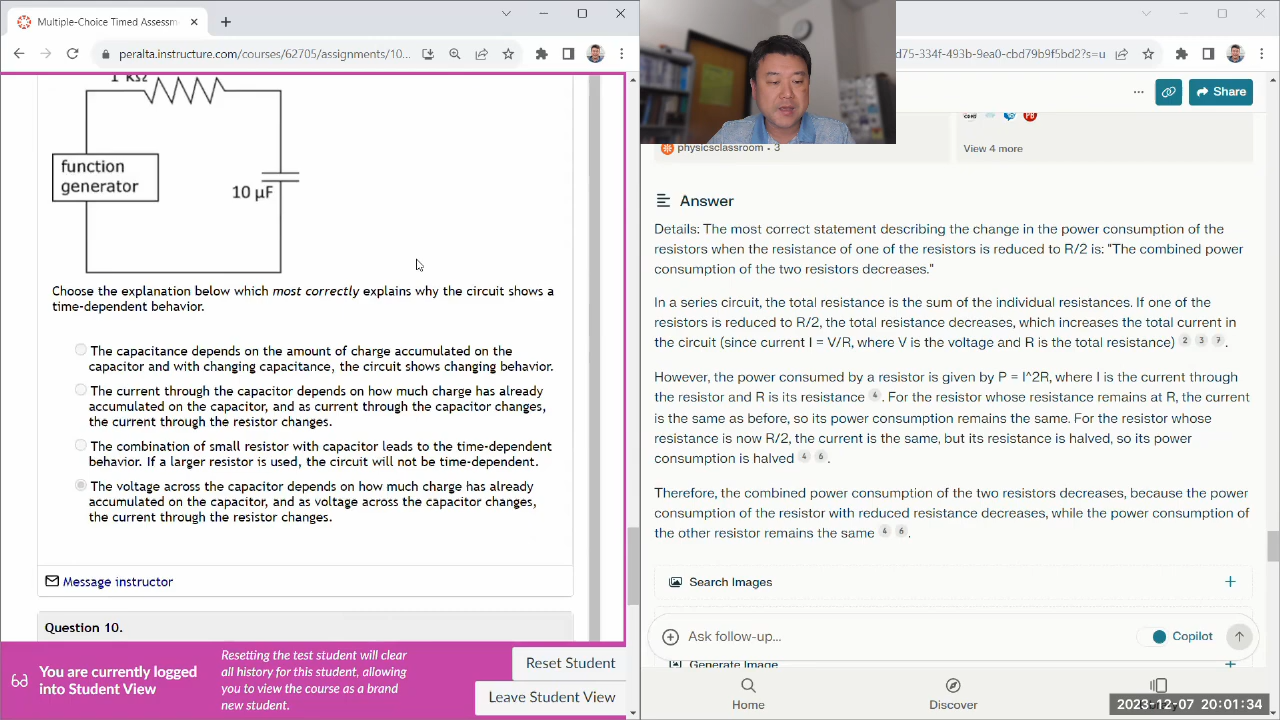 Multiple-Choice Timed Assessm
peralta.instructure.com/courses/62705/assignments/10...
d75-334f-493b-9ea0-cbd79b9f5bd2?s=u
Share
1 KΩ
function
generator
10 µF
Choose the explanation below which most correctly explains why the circuit shows a
time-dependent behavior.
The capacitance depends on the amount of charge accumulated on the
capacitor and with changing capacitance, the circuit shows changing behavior.
The current through the capacitor depends on how much charge has already
accumulated on the capacitor, and as current through the capacitor changes,
the current through the resistor changes.
The combination of small resistor with capacitor leads to the time-dependent
behavior. If a larger resistor is used, the circuit will not be time-dependent.
The voltage across the capacitor depends on how much charge has already
accumulated on the capacitor, and as voltage across the capacitor changes,
the current through the resistor changes.
Message instructor
Question 10.
You are currently logged
into Student View
Resetting the test student will clear
all history for this student, allowing
you to view the course as a brand
new student.
Reset Student
Leave Student View
physicsclassroom • 3
View 4 more
Answer
Details: The most correct statement describing the change in the power consumption of the
resistors when the resistance of one of the resistors is reduced to R/2 is: "The combined power
consumption of the two resistors decreases."
In a series circuit, the total resistance is the sum of the individual resistances. If one of the
resistors is reduced to R/2, the total resistance decreases, which increases the total current in
the circuit (since current I = V/R, where V is the voltage and R is the total resistance) 2 3 7 .
However, the power consumed by a resistor is given by P = I^2R, where I is the current through
the resistor and R is its resistance 4 . For the resistor whose resistance remains at R, the current
is the same as before, so its power consumption remains the same. For the resistor whose
resistance is now R/2, the current is the same, but its resistance is halved, so its power
consumption is halved 4 6 .
Therefore, the combined power consumption of the two resistors decreases, because the power
consumption of the resistor with reduced resistance decreases, while the power consumption of
the other resistor remains the same 4 6 .
Search Images
Ask follow-up...
Copilot
Generate Image
Home
Discover
2023-12-07 20:01:34